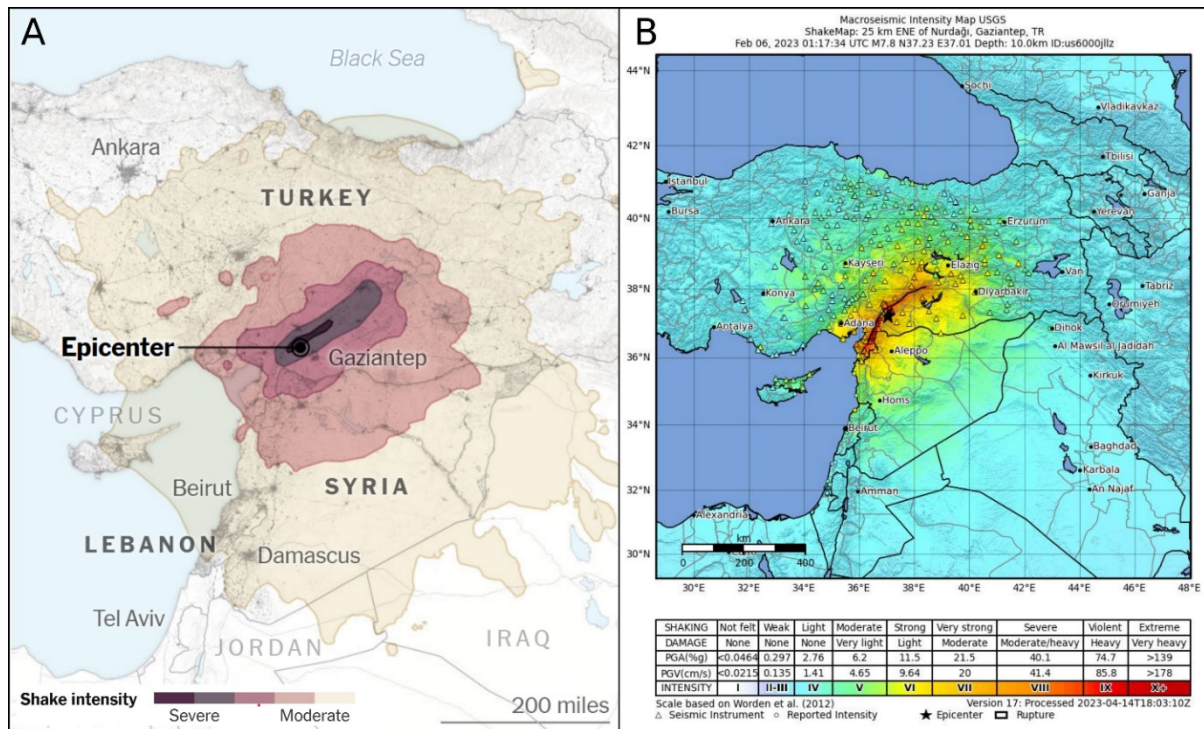 A
Black Sea
Ankara
TURKEY
Epicenter
Gaziantep
CYPRUS
Beirut
SYRIA
LEBANON
Damascus
Tel Aviv
JORDAN
IRAQ
Shake intensity
Severe
Moderate
200 miles
B
Macroseismic Intensity Map USGS
ShakeMap: 25 km ENE of Nurdağı, Gaziantep, TR
Feb 06, 2023 01:17:34 UTC M7.8 N37.23 E37.01 Depth: 10.0km ID:us6000jllz
44°N
Sochi
Vladikavkaz
42°N
Tbilisi
Istanbul
Ganja
Bursa
Yerevan
40°N
Ankara
Erzurum
Kayseri
Elazig
Van
38°N
Konya
Diyarbakir
Tabriz
Orumiyeh
Antalya
Adana
Dihok
36°N
Aleppo
Al Mawsil al Jadidah
Kirkuk
Homs
34°N
Beirut
Baghdad
Karbala
32°N
Amman
An Najaf
Alexandria
km
30°N
0 200 400
30°E 32°E 34°E 36°E 38°E 40°E 42°E 44°E 46°E 48°E
SHAKING Not felt Weak Light Moderate Strong Very strong Severe Violent Extreme
DAMAGE None None None Very light Light Moderate Moderate/heavy Heavy Very heavy
PGA(%g) <0.0464 0.297 2.76 6.2 11.5 21.5 40.1 74.7 >139
PGV(cm/s) <0.0215 0.135 1.41 4.65 9.64 20 41.4 85.8 >178
INTENSITY I II-III IV V VI VII VIII IX X+
Scale based on Worden et al. (2012) Version 17: Processed 2023-04-14T18:03:10Z
△ Seismic Instrument ○ Reported Intensity ★ Epicenter □ Rupture